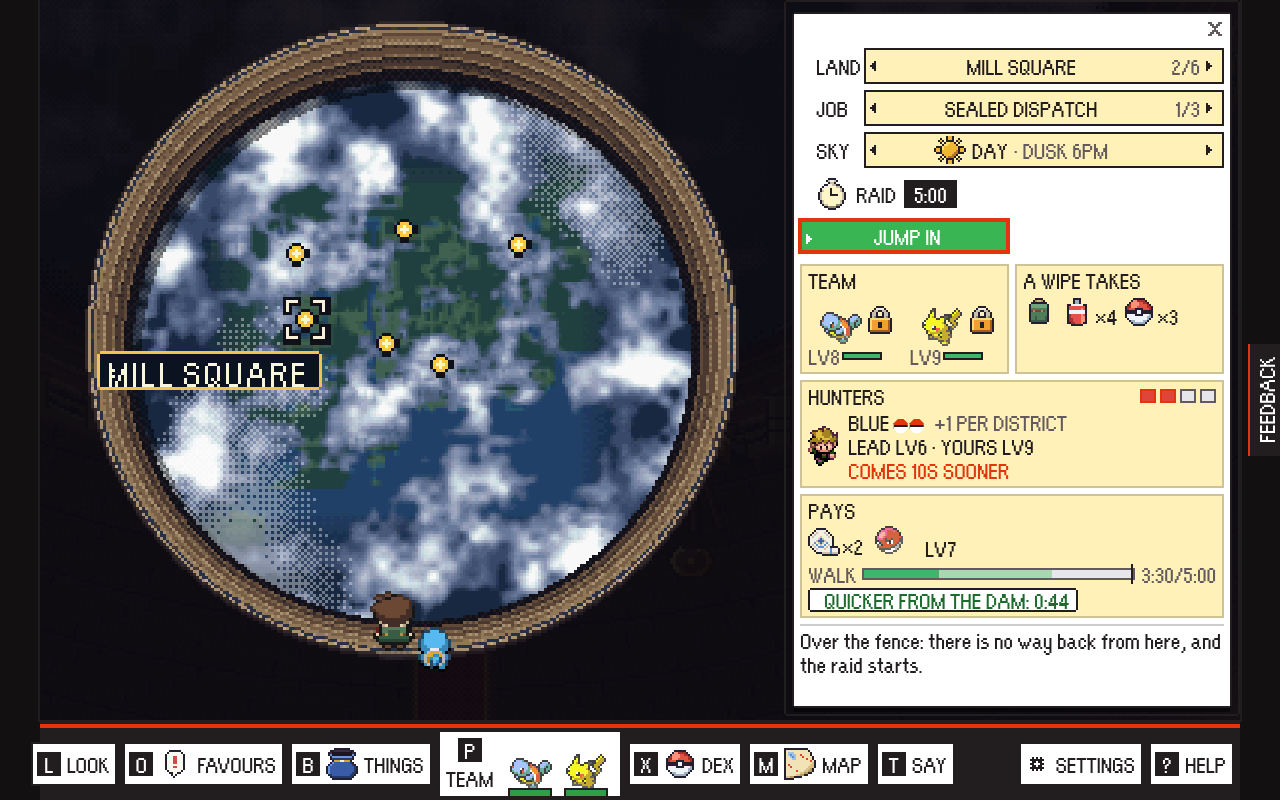 X
LAND MILL SQUARE 2/6
JOB SEALED DISPATCH 1/3
SKY DAY · DUSK 6PM
RAID 5:00
JUMP IN
TEAM
LV8 LV9
A WIPE TAKES
×4 ×3
HUNTERS
BLUE +1 PER DISTRICT
LEAD LV6 · YOURS LV9
COMES 10S SOONER
PAYS
×2 LV7
WALK 3:30/5:00
QUICKER FROM THE DAM: 0:44
Over the fence: there is no way back from here, and
the raid starts.
MILL SQUARE
FEEDBACK
L LOOK
O FAVOURS
B THINGS
P TEAM
X DEX
M MAP
T SAY
SETTINGS
? HELP